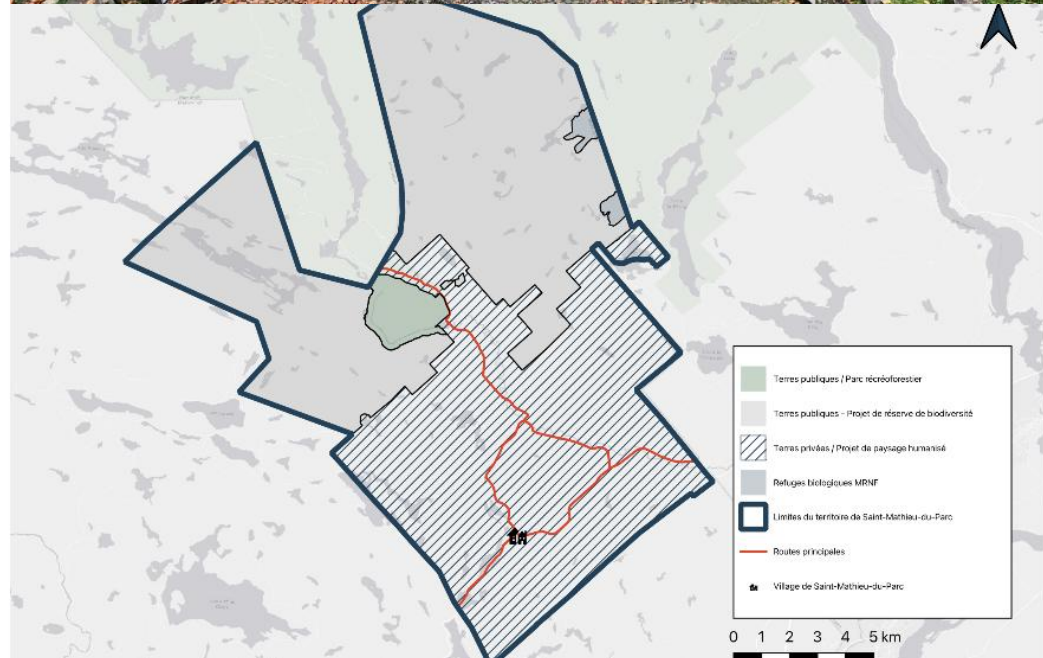 Terres publiques / Parc récréoforestier
Terres publiques - Projet de réserve de biodiversité
Terres privées / Projet de paysage humanisé
Refuges biologiques MRNF
Limites du territoire de Saint-Mathieu-du-Parc
Routes principales
Village de Saint-Mathieu-du-Parc
0 1 2 3 4 5 km